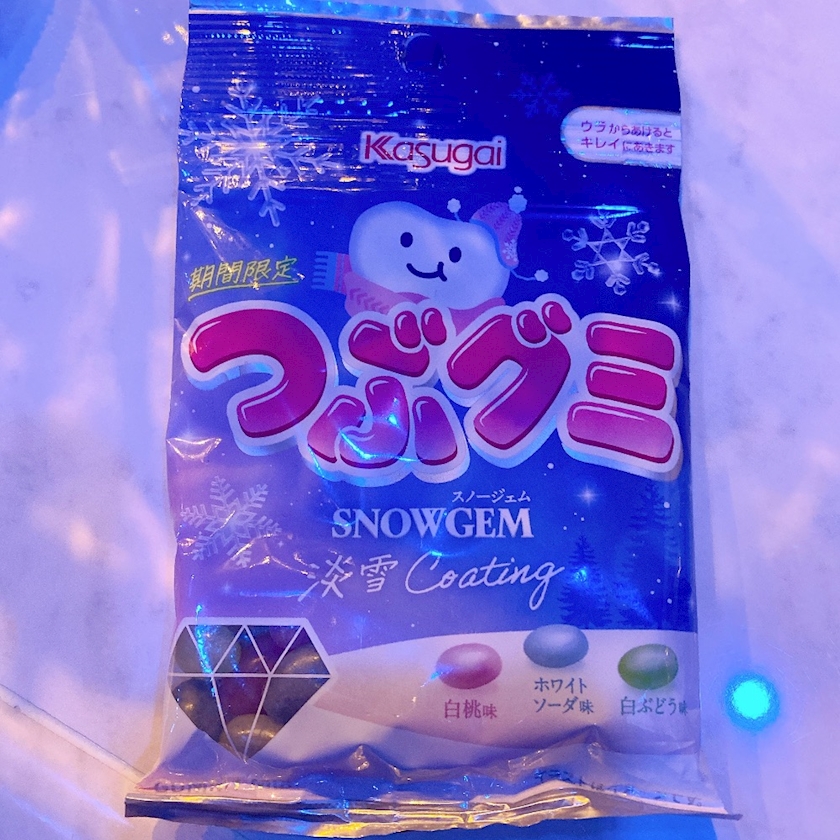 Kasugai
ウラからあけると
キレイにあきます
期間限定
つぶグミ
スノージェム
SNOWGEM
淡雪 Coating
白桃味
ホワイト
ソーダ味
白ぶどう味